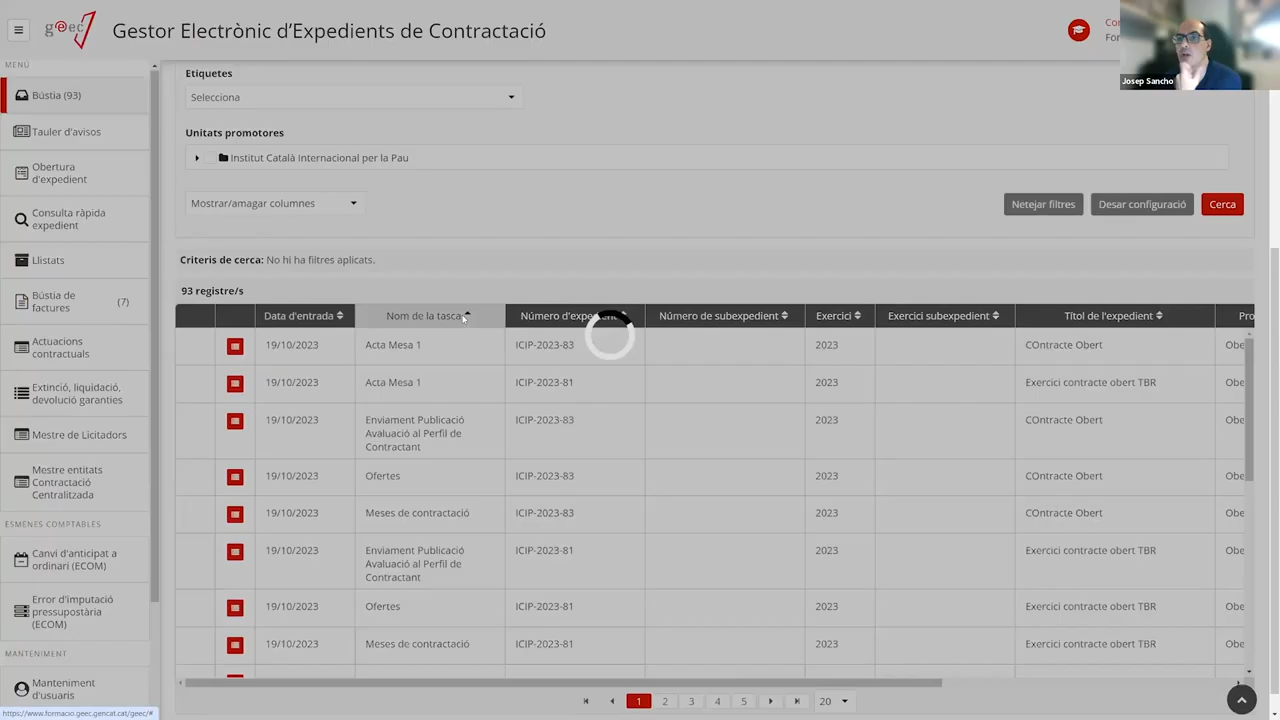 geec
Gestor Electrònic d'Expedients de Contractació
Josep Sancho
MENÚ
Bústia (93)
Tauler d'avisos
Obertura
d'expedient
Consulta ràpida
expedient
Llistats
Bústia de
factures
(7)
Actuacions
contractuals
Extinció, liquidació,
devolució garanties
Mestre de Licitadors
Mestre entitats
Contractació
Centralitzada
ESMENES COMPTABLES
Canvi d'anticipat a
ordinari (ECOM)
Error d'imputació
pressupostària
(ECOM)
MANTENIMENT
Manteniment
d'usuaris
https://www.formacio.geec.gencat.cat/geec/#
Etiquetes
Selecciona
Unitats promotores
Institut Català Internacional per la Pau
Mostrar/amagar columnes
Netejar filtres Desar configuració Cerca
Criteris de cerca: No hi ha filtres aplicats.
93 registre/s
Data d'entrada Nom de la tasca Número de subexpedient Exercici Exercici subexpedient Títol de l'expedient
19/10/2023 Acta Mesa 1 ICIP-2023-83 2023 COntracte Obert
19/10/2023 Acta Mesa 1 ICIP-2023-81 2023 Exercici contracte obert TBR
19/10/2023 Enviament Publicació ICIP-2023-83 2023 COntracte Obert
Avaluació al Perfil de
Contractant
19/10/2023 Ofertes ICIP-2023-83 2023 COntracte Obert
19/10/2023 Meses de contractació ICIP-2023-83 2023 COntracte Obert
19/10/2023 Enviament Publicació ICIP-2023-81 2023 Exercici contracte obert TBR
Avaluació al Perfil de
Contractant
19/10/2023 Ofertes ICIP-2023-81 2023 Exercici contracte obert TBR
19/10/2023 Meses de contractació ICIP-2023-81 2023 Exercici contracte obert TBR
1 2 3 4 5 20